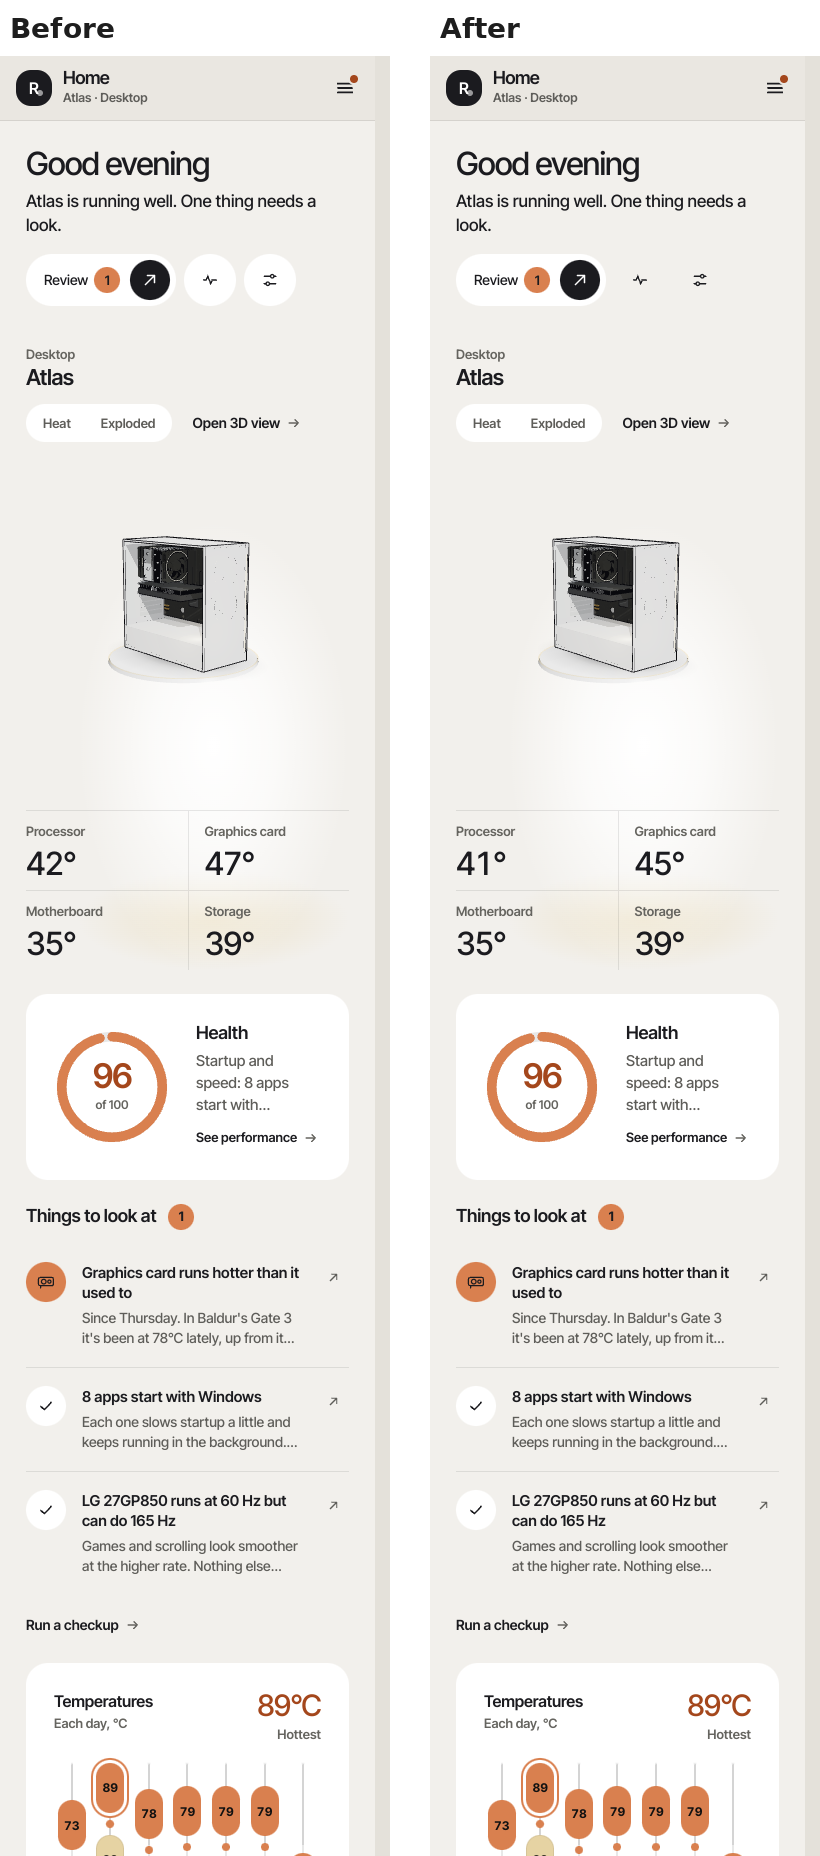 Before
R
Home
Atlas · Desktop
Good evening
Atlas is running well. One thing needs a
look.
Review 1
Desktop
Atlas
Heat Exploded Open 3D view →
Processor Graphics card
42° 47°
Motherboard Storage
35° 39°
96
of 100
Health
Startup and
speed: 8 apps
start with...
See performance →
Things to look at 1
Graphics card runs hotter than it
used to
Since Thursday. In Baldur's Gate 3
it's been at 78°C lately, up from it...
8 apps start with Windows
Each one slows startup a little and
keeps running in the background....
LG 27GP850 runs at 60 Hz but
can do 165 Hz
Games and scrolling look smoother
at the higher rate. Nothing else...
Run a checkup →
Temperatures
Each day, °C
89°C
Hottest
73 89 78 79 79 79
After
R
Home
Atlas · Desktop
Good evening
Atlas is running well. One thing needs a
look.
Review 1
Desktop
Atlas
Heat Exploded Open 3D view →
Processor Graphics card
41° 45°
Motherboard Storage
35° 39°
96
of 100
Health
Startup and
speed: 8 apps
start with...
See performance →
Things to look at 1
Graphics card runs hotter than it
used to
Since Thursday. In Baldur's Gate 3
it's been at 78°C lately, up from it...
8 apps start with Windows
Each one slows startup a little and
keeps running in the background....
LG 27GP850 runs at 60 Hz but
can do 165 Hz
Games and scrolling look smoother
at the higher rate. Nothing else...
Run a checkup →
Temperatures
Each day, °C
89°C
Hottest
73 89 78 79 79 79